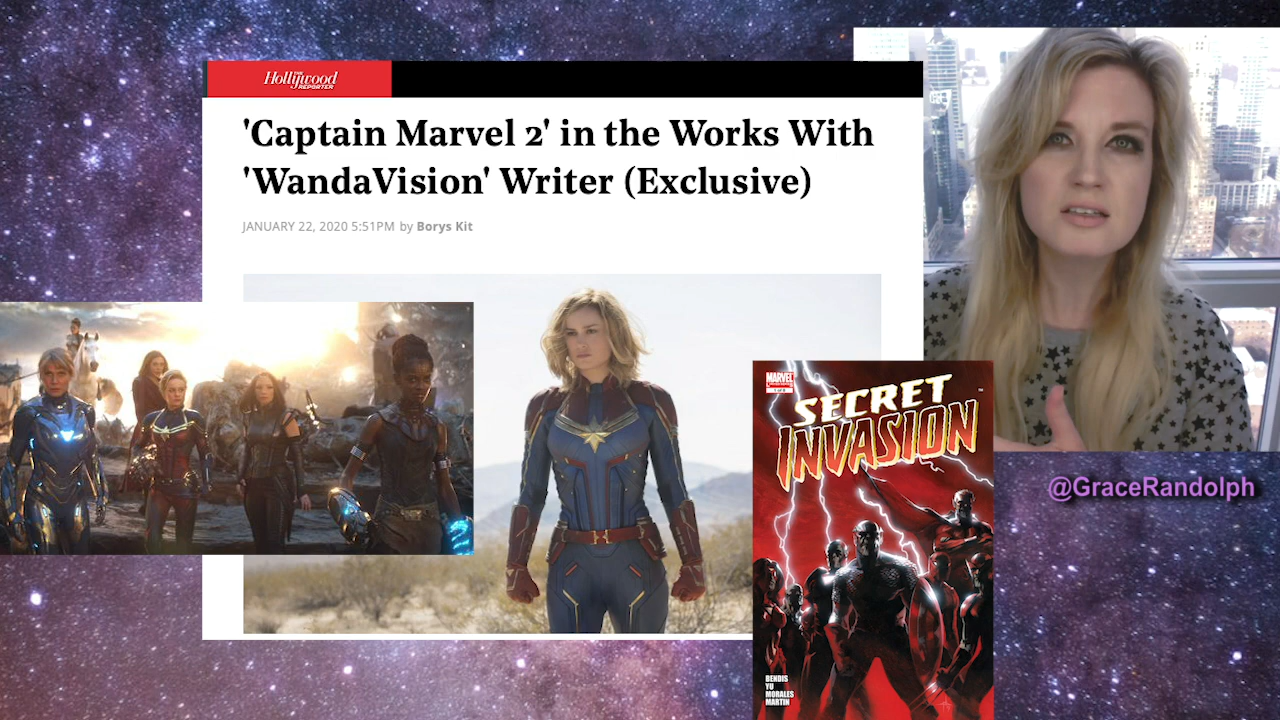 Hollywood
REPORTER
'Captain Marvel 2' in the Works With
'WandaVision' Writer (Exclusive)
JANUARY 22, 2020 5:51PM by Borys Kit
MARVEL
SECRET
INVASION
@GraceRandolph
BENDIS
YU
MORALES
MARTIN